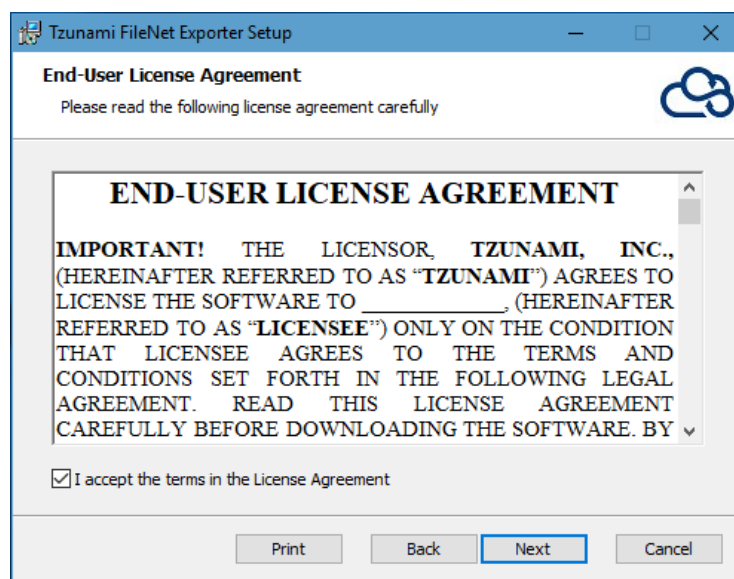 Tzunami FileNet Exporter Setup
End-User License Agreement
Please read the following license agreement carefully
END-USER LICENSE AGREEMENT
IMPORTANT! THE LICENSOR, TZUNAMI, INC.,
(HEREINAFTER REFERRED TO AS “TZUNAMI”) AGREES TO
LICENSE THE SOFTWARE TO _____________, (HEREINAFTER
REFERRED TO AS “LICENSEE”) ONLY ON THE CONDITION
THAT LICENSEE AGREES TO THE TERMS AND
CONDITIONS SET FORTH IN THE FOLLOWING LEGAL
AGREEMENT. READ THIS LICENSE AGREEMENT
CAREFULLY BEFORE DOWNLOADING THE SOFTWARE. BY
I accept the terms in the License Agreement
Print Back Next Cancel